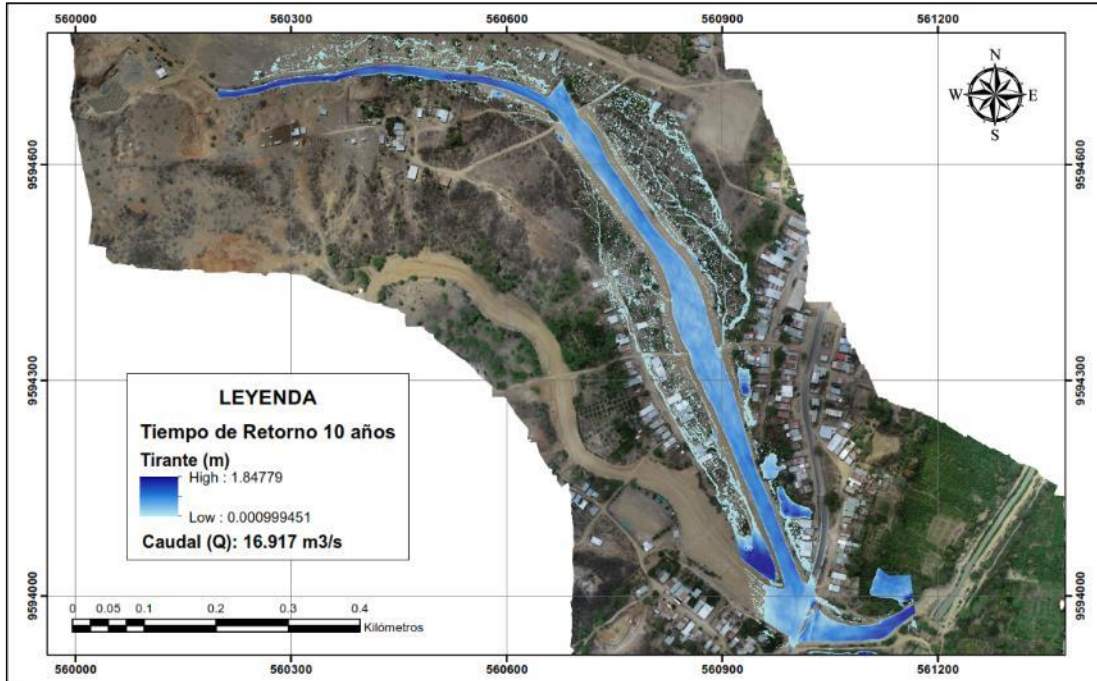 560000 560300 560600 560900 561200
N
W E
S
9594600 9594600
9594300 9594300
9594000 9594000
LEYENDA
Tiempo de Retorno 10 años
Tirante (m)
High : 1.84779
Low : 0.000999451
Caudal (Q): 16.917 m3/s
0 0.05 0.1 0.2 0.3 0.4
Kilómetros
560000 560300 560600 560900 561200